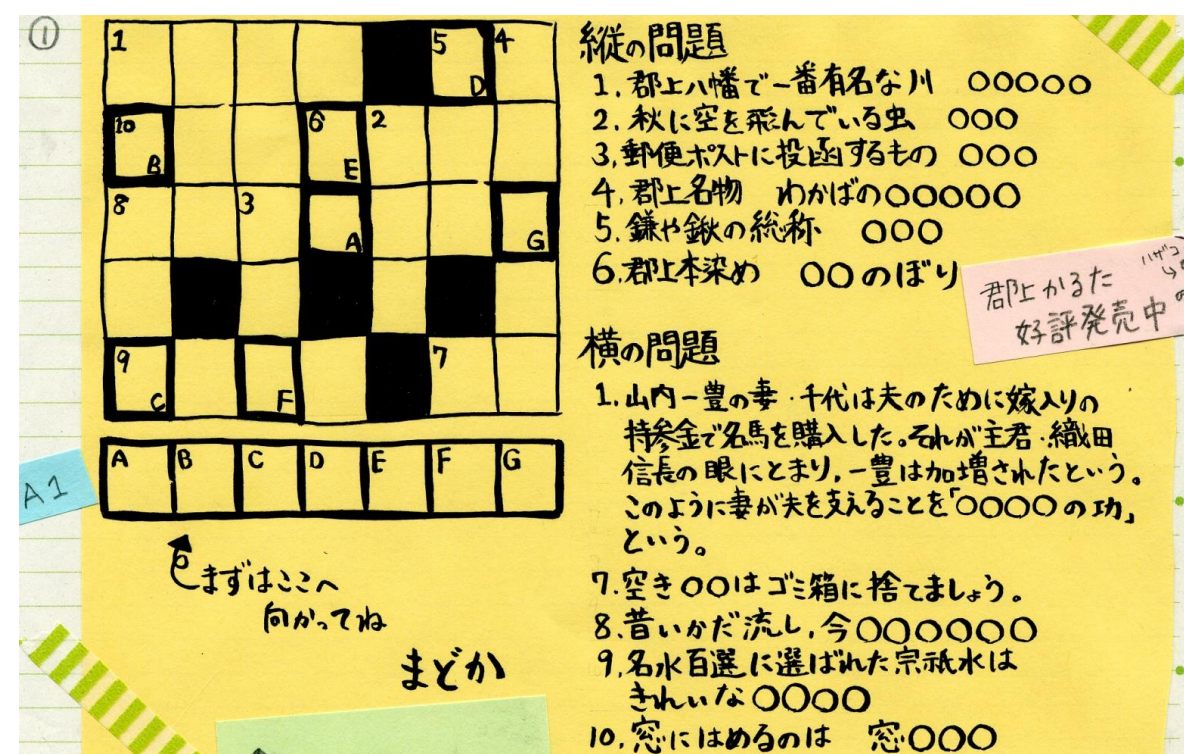 ①
1
5
4
D
10
6
2
B
E
8
3
A
G
9
7
C
F
A
B
C
D
E
F
G
A1
まずはここへ
向かってね
まどか
縦の問題
1. 郡上八幡で一番有名な川 ○○○○○
2. 秋に空を飛んでいる虫 ○○○
3. 郵便ポストに投函するもの ○○○
4. 郡上名物 わかばの○○○○○
5. 鎌や鍬の総称 ○○○
6. 郡上本染め ○○のぼり
郡上かるた
好評発売中
横の問題
1. 山内一豊の妻・千代は夫のために嫁入りの
持参金で名馬を購入した。それが主君・織田
信長の眼にとまり、一豊は加増されたという。
このように妻が夫を支えることを「○○○○の功」
という。
7. 空き○○はゴミ箱に捨てましょう。
8. 昔いかだ流し、今○○○○○○
9. 名水百選に選ばれた宗祇水は
きれいな○○○○
10. 窓にはめるのは 窓○○○